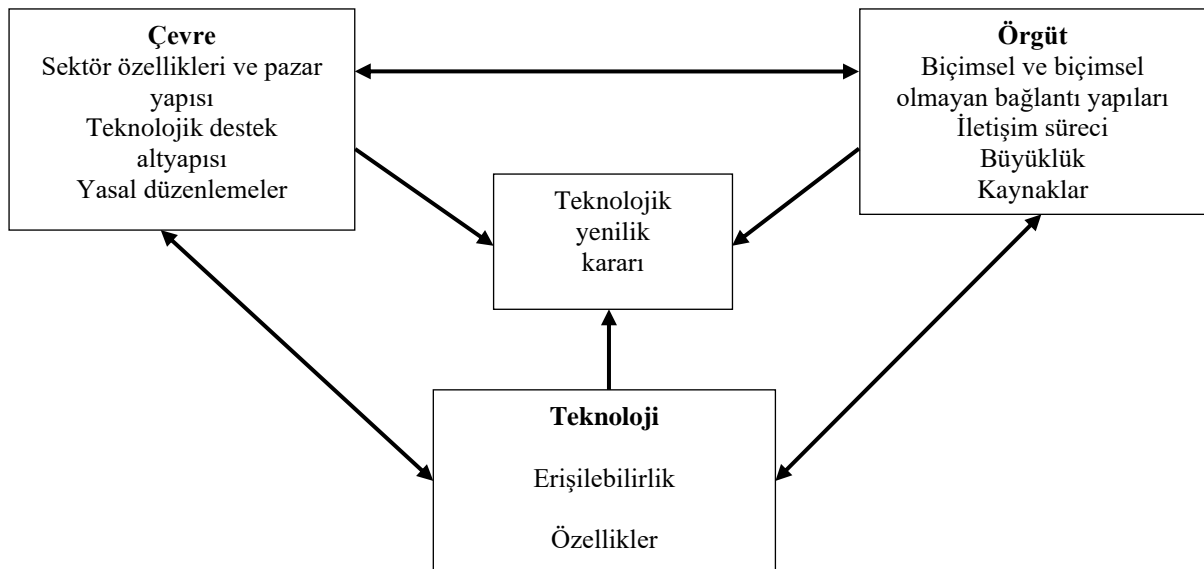 Çevre
Sektör özellikleri ve pazar
yapısı
Teknolojik destek
altyapısı
Yasal düzenlemeler
Örgüt
Biçimsel ve biçimsel
olmayan bağlantı yapıları
İletişim süreci
Büyüklük
Kaynaklar
Teknolojik
yenilik
kararı
Teknoloji
Erişilebilirlik
Özellikler